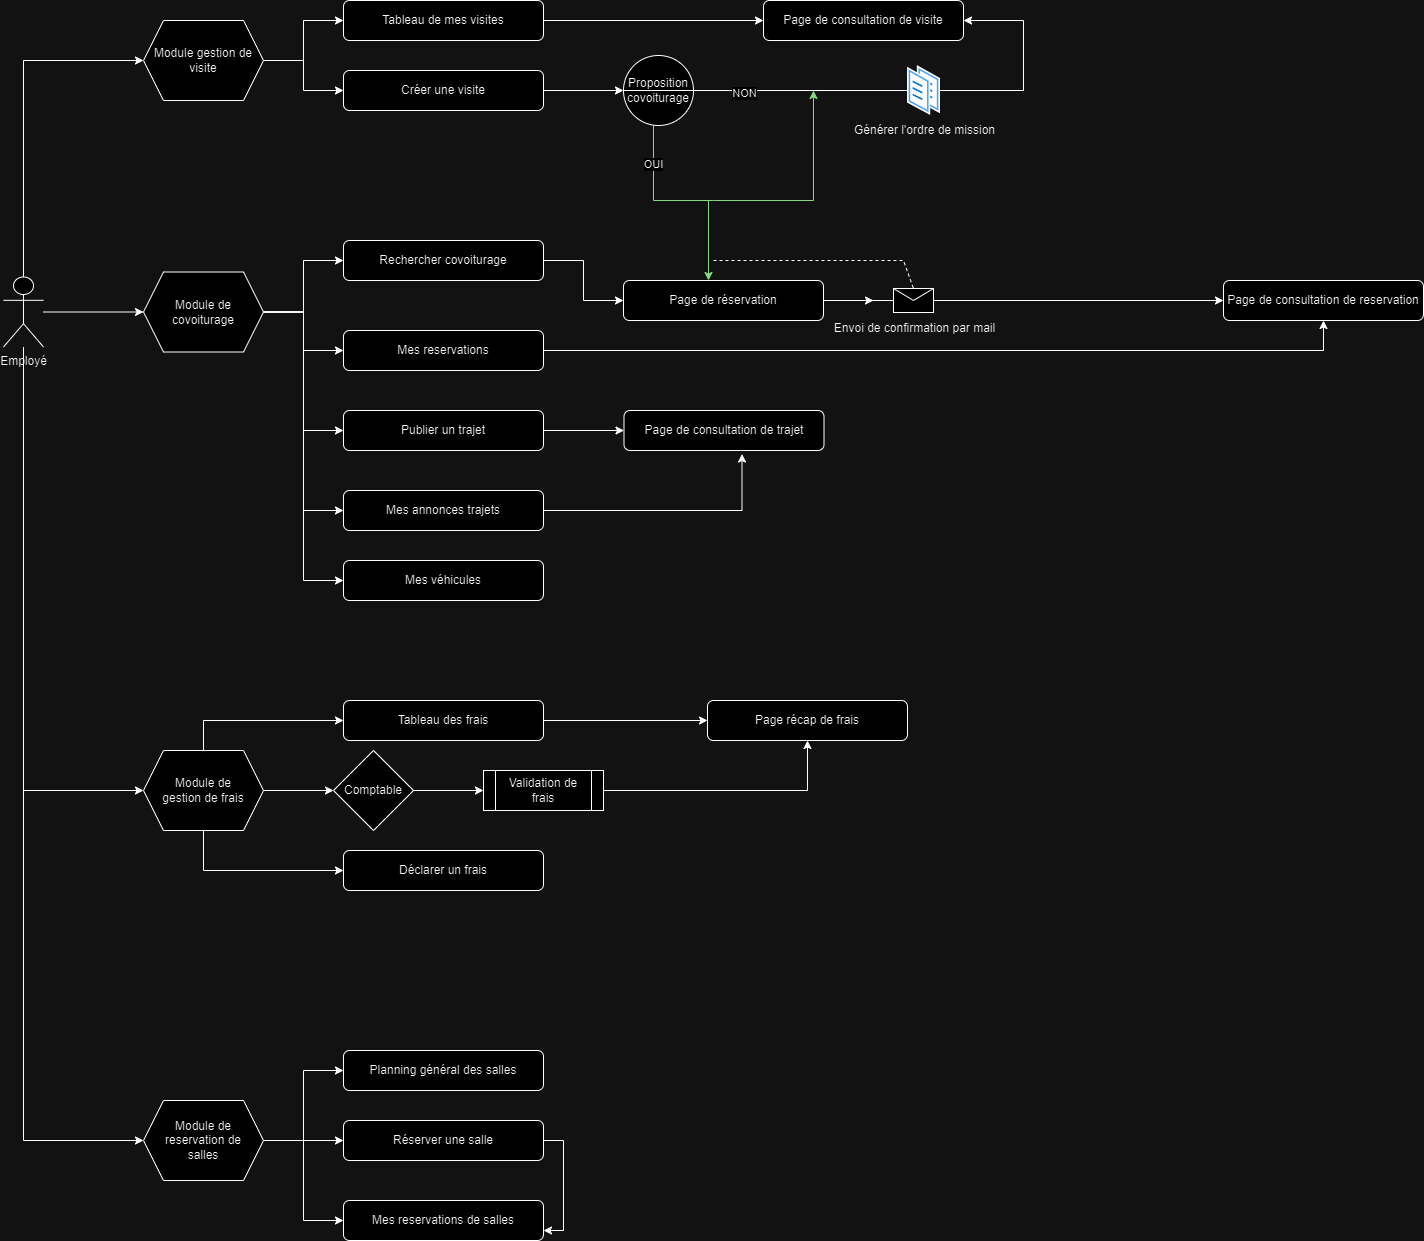 Tableau de mes visites
Page de consultation de visite
Module gestion de
visite
Créer une visite
Proposition
covoiturage
NON
Générer l'ordre de mission
OUI
Rechercher covoiturage
Module de
covoiturage
Page de réservation
Page de consultation de reservation
Envoi de confirmation par mail
Mes reservations
Employé
Publier un trajet
Page de consultation de trajet
Mes annonces trajets
Mes véhicules
Tableau des frais
Page récap de frais
Module de
gestion de frais
Comptable
Validation de
frais
Déclarer un frais
Planning général des salles
Module de
reservation de
salles
Réserver une salle
Mes reservations de salles